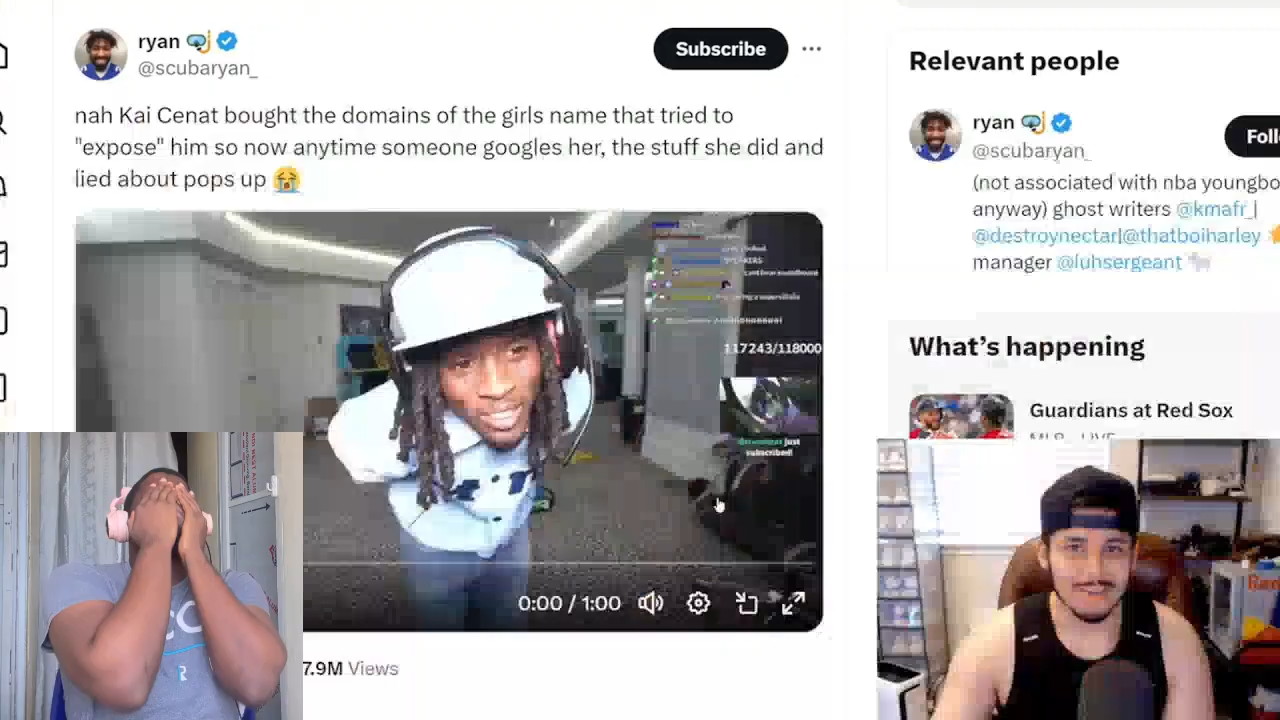 ryan
@scubaryan_
Subscribe
nah Kai Cenat bought the domains of the girls name that tried to
"expose" him so now anytime someone googles her, the stuff she did and
lied about pops up 😭
117243/118000
just
subscribed!
0:00 / 1:00
7.9M Views
Relevant people
ryan
@scubaryan_
Foll
(not associated with nba youngbo
anyway) ghost writers @kmafr_|
@destroynectar|@thatboiharley
manager @luhsergeant
What's happening
Guardians at Red Sox